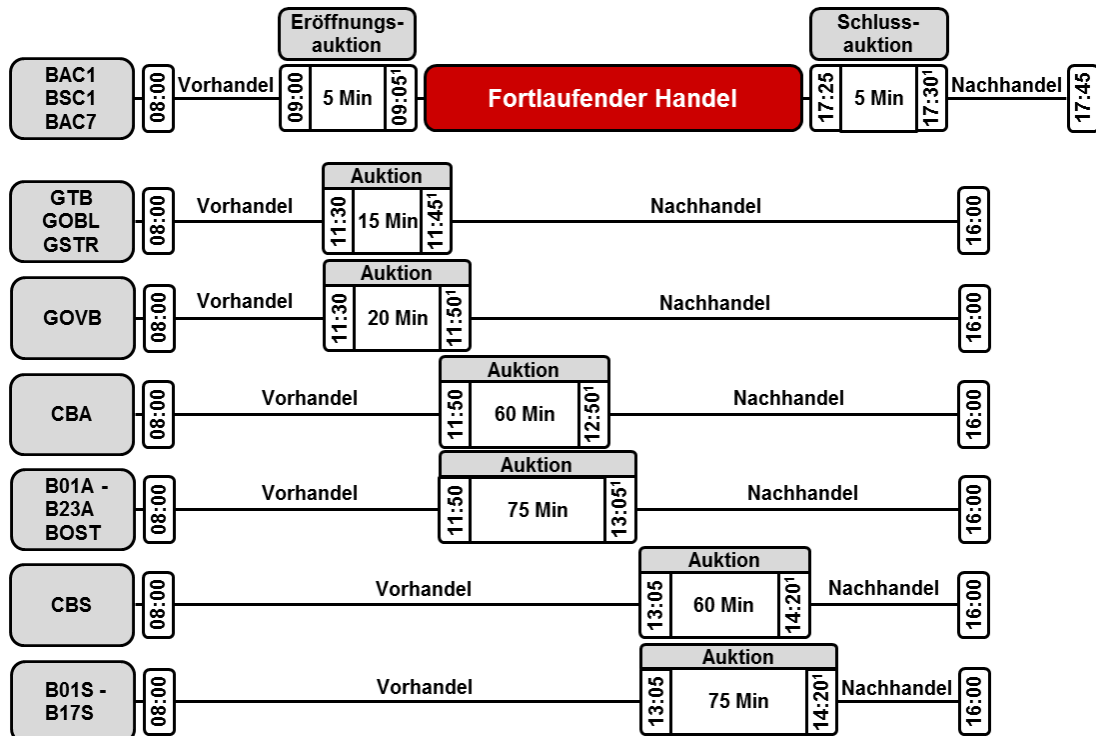 Eröffnungs-
auktion
Schluss-
auktion
BAC1
BSC1
BAC7
08:00
Vorhandel
09:00
5 Min
09:05¹
Fortlaufender Handel
17:25
5 Min
17:30¹
Nachhandel
17:45
GTB
GOBL
GSTR
08:00
Vorhandel
Auktion
11:30
15 Min
11:45¹
Nachhandel
16:00
GOVB
08:00
Vorhandel
Auktion
11:30
20 Min
11:50¹
Nachhandel
16:00
CBA
08:00
Vorhandel
Auktion
11:50
60 Min
12:50¹
Nachhandel
16:00
B01A -
B23A
BOST
08:00
Vorhandel
Auktion
11:50
75 Min
13:05¹
Nachhandel
16:00
CBS
08:00
Vorhandel
Auktion
13:05
60 Min
14:20¹
Nachhandel
16:00
B01S -
B17S
08:00
Vorhandel
Auktion
13:05
75 Min
14:20¹
Nachhandel
16:00